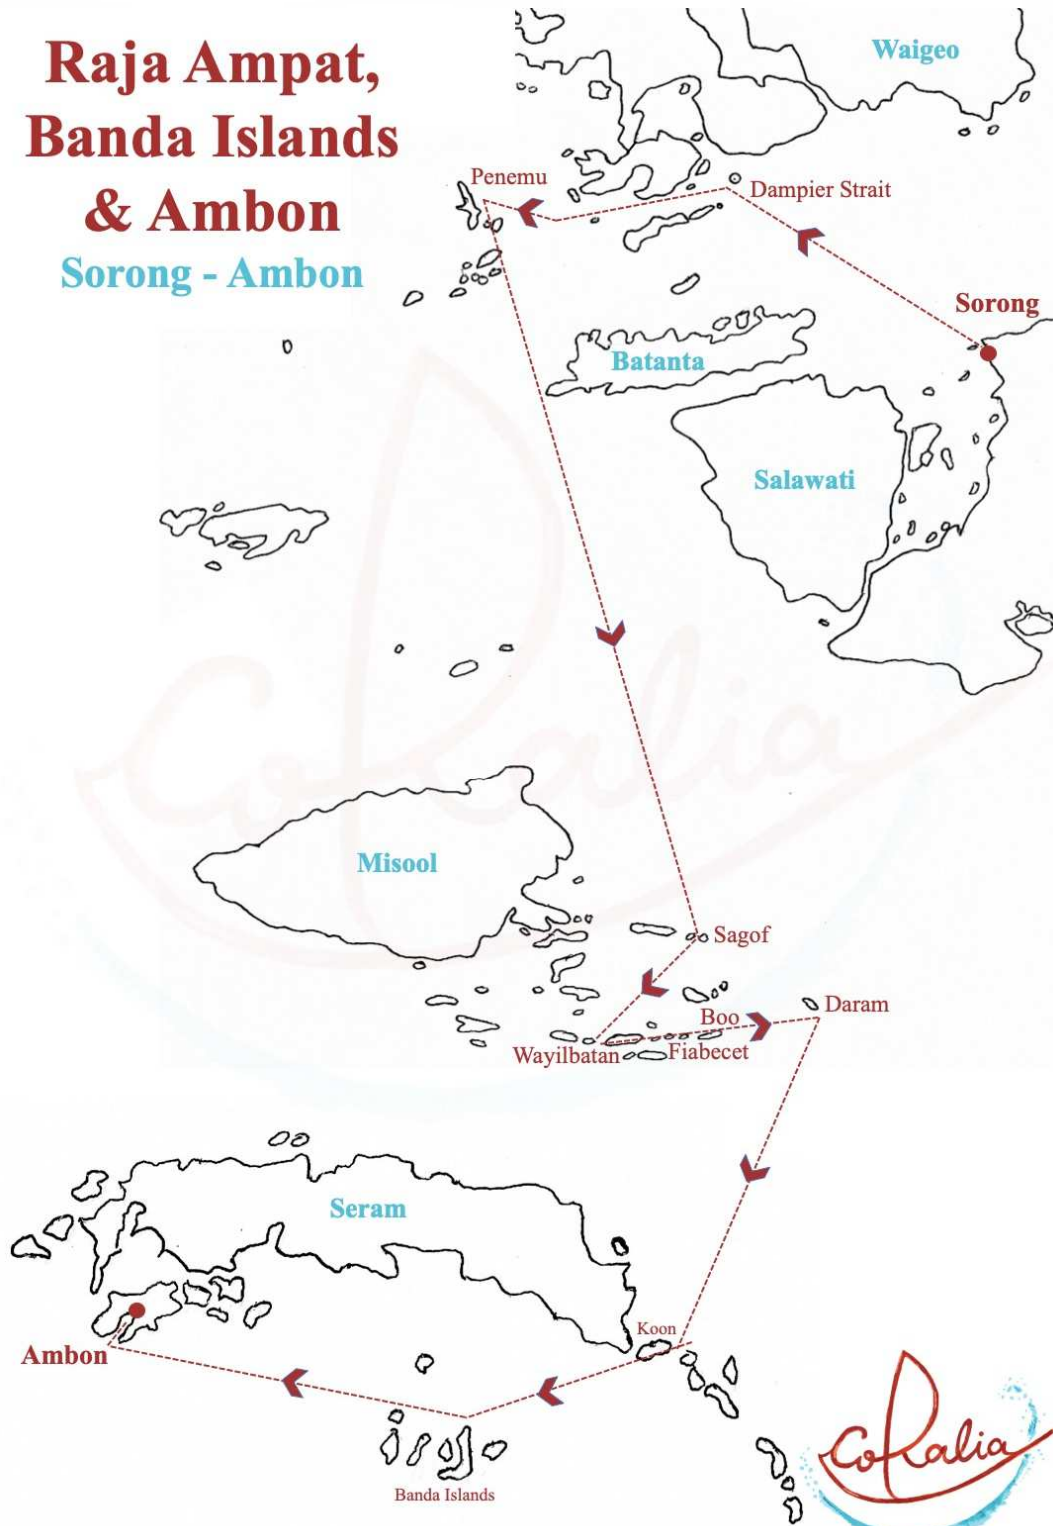 Raja Ampat,
Banda Islands
& Ambon
Sorong - Ambon
Waigeo
Penemu
Dampier Strait
Sorong
Batanta
Salawati
Coralia
Misool
Sagof
Daram
Boo
Wayilbatan
Fiabecet
Seram
Koon
Ambon
Banda Islands
Coralia